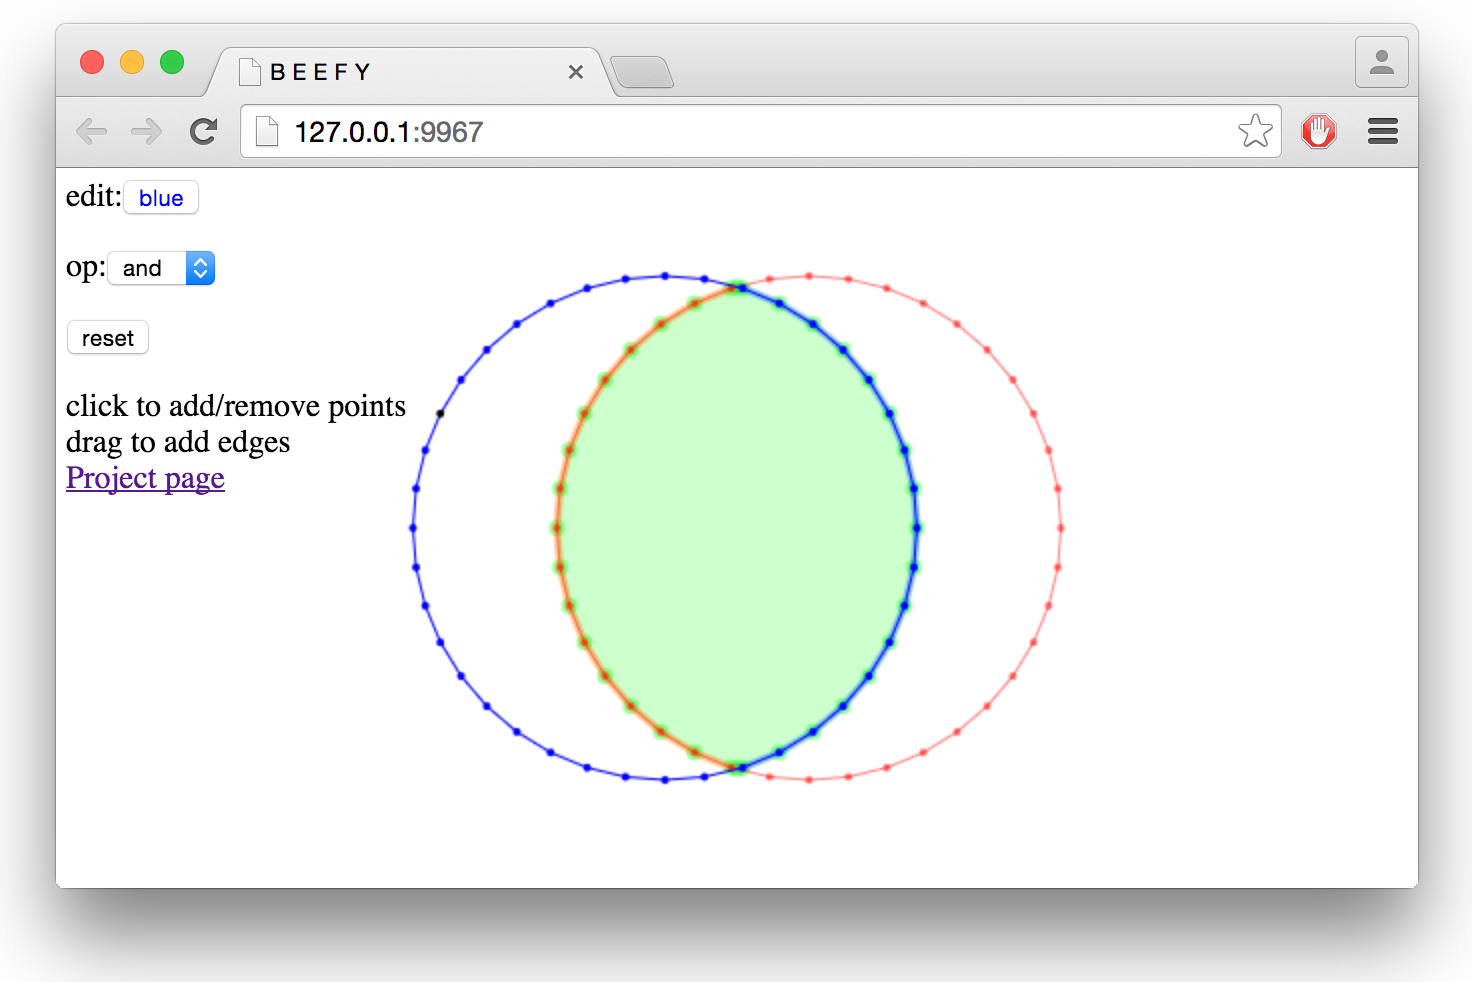 B E E F Y
127.0.0.1:9967
edit: blue
op: and
reset
click to add/remove points
drag to add edges
Project page